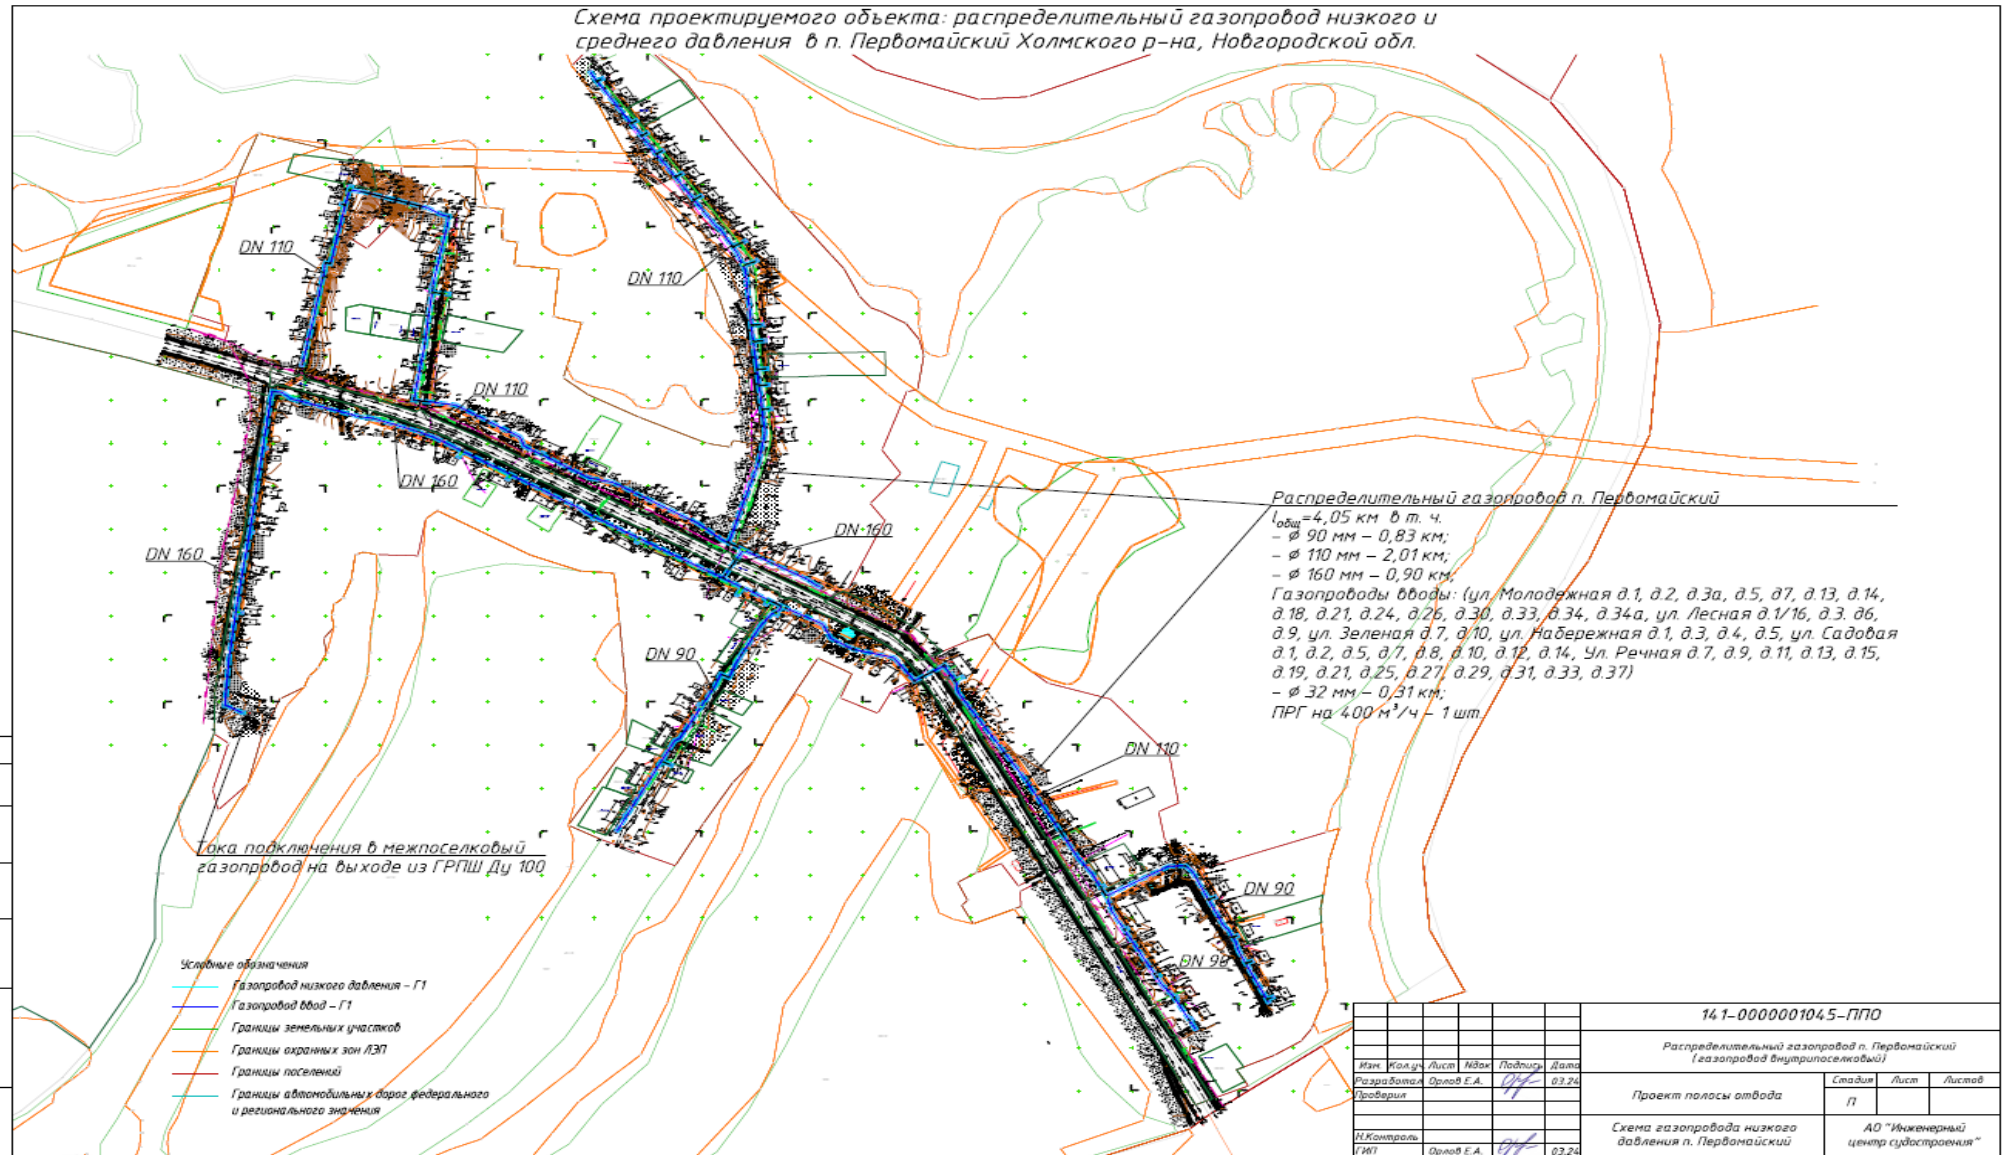 Схема проектируемого объекта: распределительный газопровод низкого и
среднего давления в п. Первомайский Холмского р-на, Новгородской обл.
DN 110
DN 110
DN 110
DN 160
DN 160
DN 160
DN 90
DN 110
DN 90
DN 90
Распределительный газопровод п. Первомайский
lобщ=4,05 км в т. ч.
- ⌀ 90 мм – 0,83 км;
- ⌀ 110 мм – 2,01 км;
- ⌀ 160 мм – 0,90 км;
Газопроводы вводы: (ул. Молодежная д.1, д.2, д.3а, д.5, д7, д.13, д.14,
д.18, д.21, д.24, д.26, д.30, д.33, д.34, д.34а, ул. Лесная д.1/16, д.3. д6,
д.9, ул. Зеленая д.7, д.10, ул. Набережная д.1, д.3, д.4, д.5, ул. Садовая
д.1, д.2, д.5, д.7, д.8, д.10, д.12, д.14, Ул. Речная д.7, д.9, д.11, д.13, д.15,
д.19, д.21, д.25, д.27, д.29, д.31, д.33, д.37)
- ⌀ 32 мм – 0,31 км;
ПРГ на 400 м³/ч – 1 шт.
Тока подключения в межпоселковый
газопровод на выходе из ГРПШ Ду 100
Условные обозначения
Газопровод низкого давления – Г1
Газопровод ввод – Г1
Границы земельных участков
Границы охранных зон ЛЭП
Границы поселений
Границы автомобильных дорог федерального
и регионального значения
141-0000001045-ППО
Распределительный газопровод п. Первомайский
(газопровод внутрипоселковый)
Изм. Кол.уч. Лист №док Подпись Дата
Разработал Орлов Е.А. 03.24
Проверил
Н.Контроль
ГИП Орлов Е.А. 03.24
Проект полосы отвода
Стадия Лист Листов
П
Схема газопровода низкого
давления п. Первомайский
АО "Инженерный
центр судостроения"